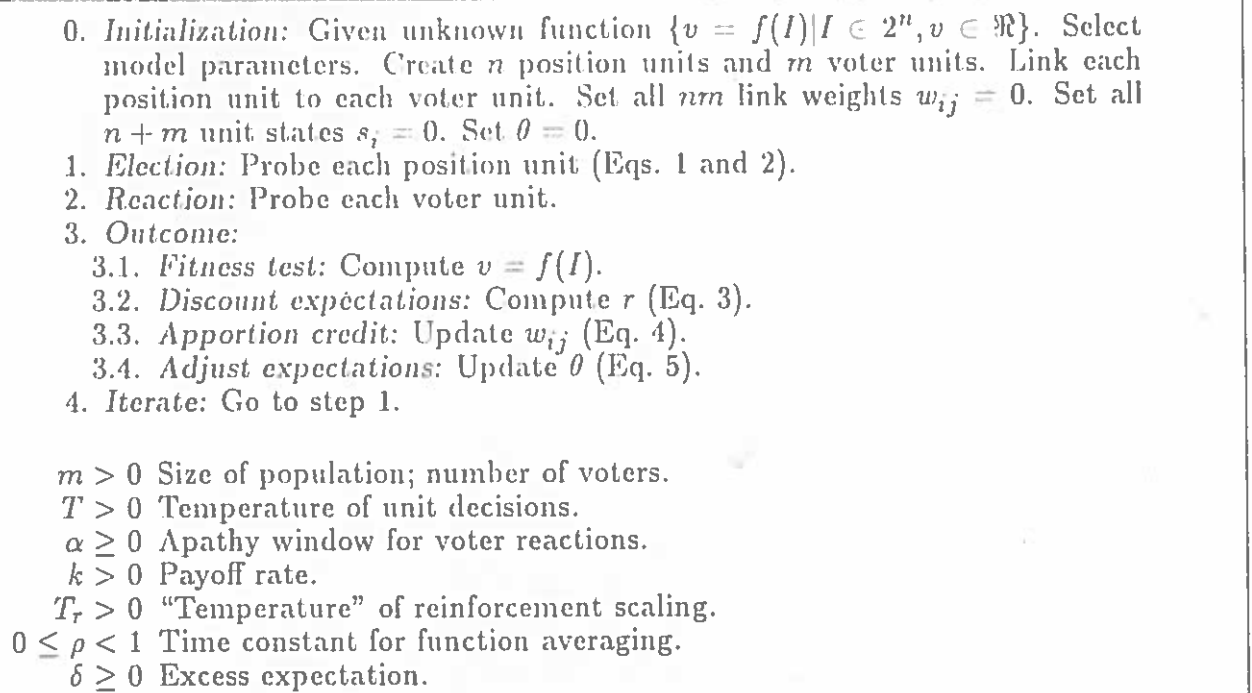 0. Initialization: Given unknown function {v = f(I)|I ∈ 2ⁿ, v ∈ ℜ}. Select
model parameters. Create n position units and m voter units. Link each
position unit to each voter unit. Set all nm link weights wᵢⱼ = 0. Set all
n + m unit states sᵢ = 0. Set θ = 0.
1. Election: Probe each position unit (Eqs. 1 and 2).
2. Reaction: Probe each voter unit.
3. Outcome:
3.1. Fitness test: Compute v = f(I).
3.2. Discount expectations: Compute r (Eq. 3).
3.3. Apportion credit: Update wᵢⱼ (Eq. 4).
3.4. Adjust expectations: Update θ (Eq. 5).
4. Iterate: Go to step 1.
m > 0 Size of population; number of voters.
T > 0 Temperature of unit decisions.
α ≥ 0 Apathy window for voter reactions.
k > 0 Payoff rate.
Tᵣ > 0 "Temperature" of reinforcement scaling.
0 ≤ ρ < 1 Time constant for function averaging.
δ ≥ 0 Excess expectation.